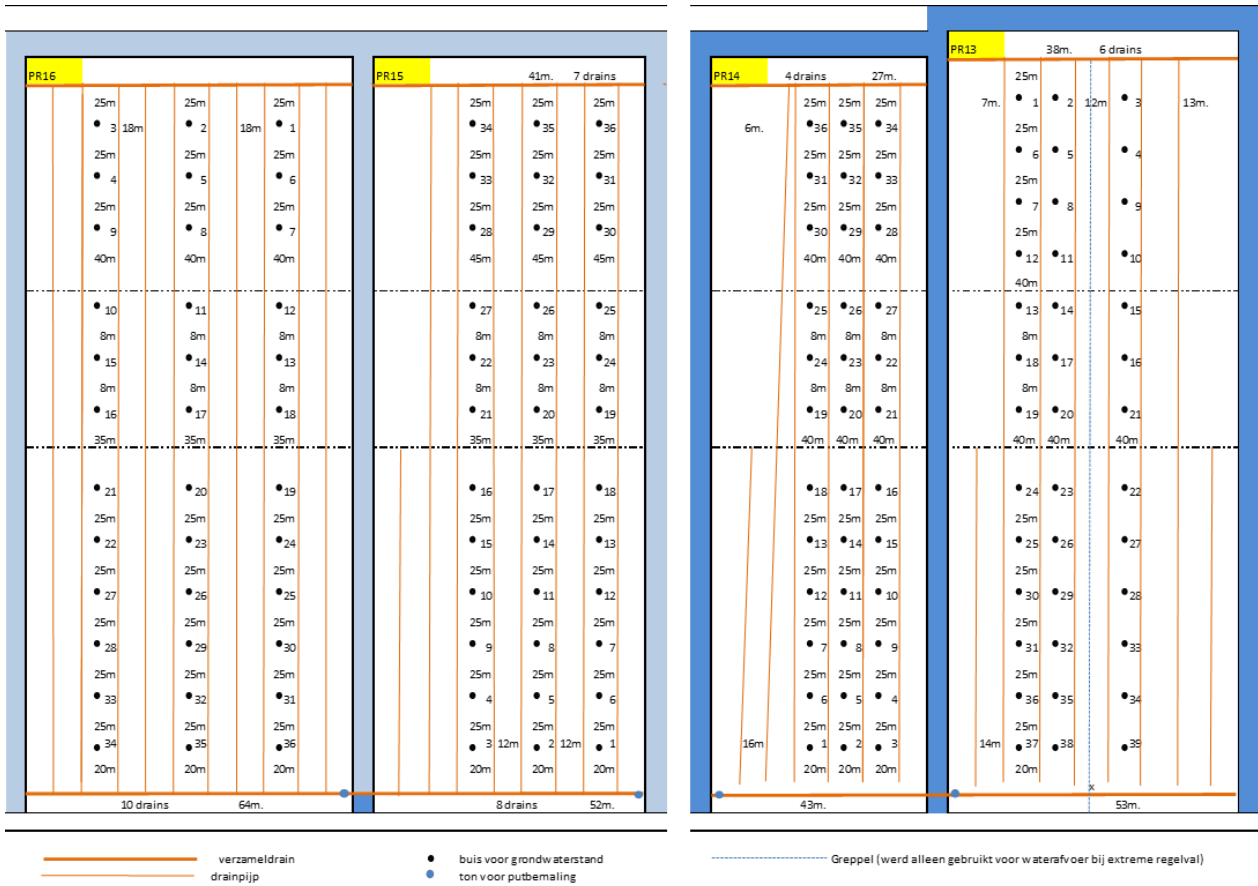 PR16
25m 25m 25m
3 18m 2 18m 1
25m 25m 25m
4 5 6
25m 25m 25m
9 8 7
40m 40m 40m
10 11 12
8m 8m 8m
15 14 13
8m 8m 8m
16 17 18
35m 35m 35m
21 20 19
25m 25m 25m
22 23 24
25m 25m 25m
27 26 25
25m 25m 25m
28 29 30
25m 25m 25m
33 32 31
25m 25m 25m
34 35 36
20m 20m 20m
10 drains 64m.
PR15 41m. 7 drains
25m 25m 25m
34 35 36
25m 25m 25m
33 32 31
25m 25m 25m
28 29 30
45m 45m 45m
27 26 25
8m 8m 8m
22 23 24
8m 8m 8m
21 20 19
35m 35m 35m
16 17 18
25m 25m 25m
15 14 13
25m 25m 25m
10 11 12
25m 25m 25m
9 8 7
25m 25m 25m
4 5 6
25m 25m 25m
3 12m 2 12m 1
20m 20m 20m
8 drains 52m.
PR14 4 drains 27m.
25m 25m 25m
6m. 36 35 34
25m 25m 25m
31 32 33
25m 25m 25m
30 29 28
40m 40m 40m
25 26 27
8m 8m 8m
24 23 22
8m 8m 8m
19 20 21
40m 40m 40m
18 17 16
25m 25m 25m
13 14 15
25m 25m 25m
12 11 10
25m 25m 25m
7 8 9
25m 25m 25m
6 5 4
25m 25m 25m
16m 1 2 3
20m 20m 20m
43m.
PR13 38m. 6 drains
25m
7m. 1 2 12m 3 13m.
25m
6 5 4
25m
7 8 9
25m
12 11 10
40m
13 14 15
8m
18 17 16
8m
19 20 21
40m 40m 40m
24 23 22
25m
25 26 27
25m
30 29 28
25m
31 32 33
25m
36 35 34
25m
14m 37 38 39
20m
x
53m.
verzameldrain
drainpijp
buis voor grondwaterstand
ton voor putbemaling
Greppel (werd alleen gebruikt voor waterafvoer bij extreme regelval)